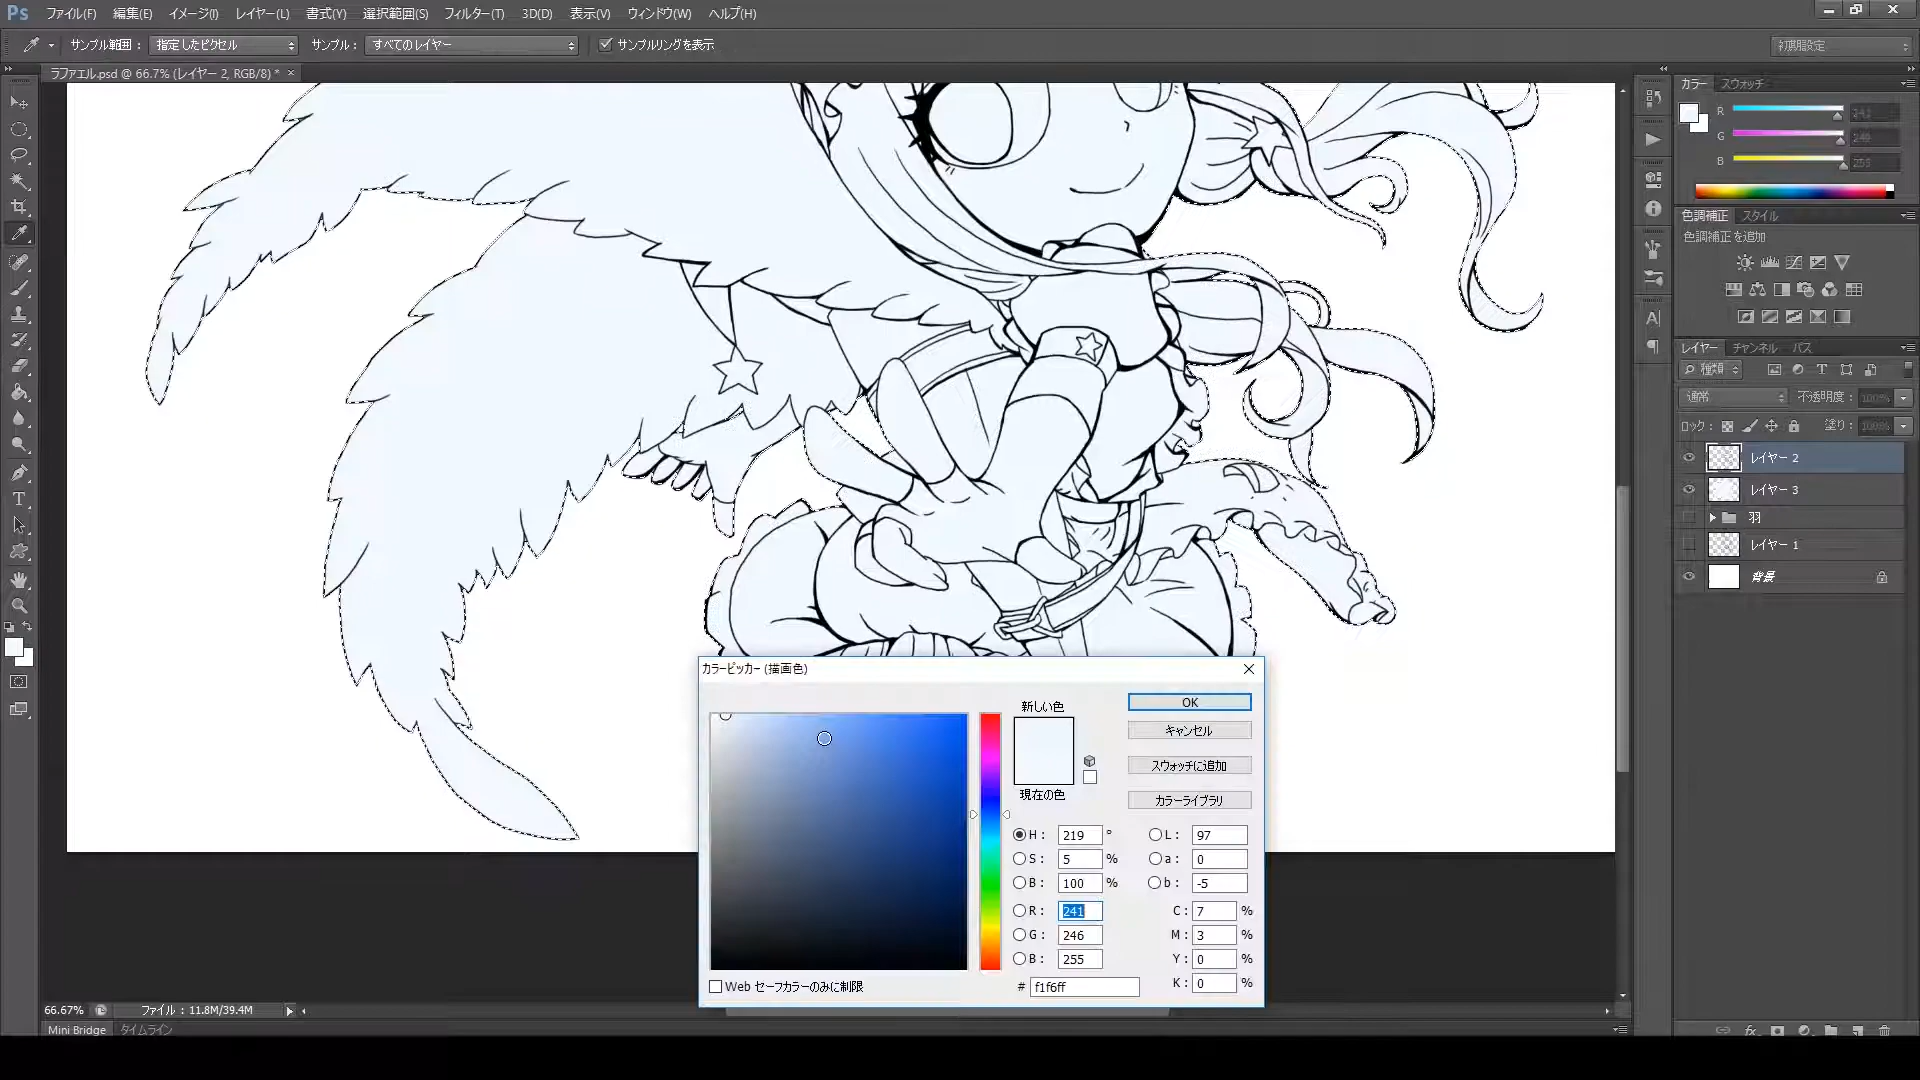 Ps ファイル(F) 編集(E) イメージ(I) レイヤー(L) 書式(Y) 選択範囲(S) フィルター(T) 3D(D) 表示(V) ウィンドウ(W) ヘルプ(H)
サンプル範囲： 指定したピクセル サンプル： すべてのレイヤー サンプルリングを表示 初期設定
ラファエル.psd @ 66.7% (レイヤー 2, RGB/8) * ×
カラー スウォッチ
R 241
G 246
B 255
色調補正 スタイル
色調補正を追加
レイヤー チャンネル パス
種類
通常 不透明度： 100%
ロック： 塗り： 100%
レイヤー 2
レイヤー 3
羽
レイヤー 1
背景
カラーピッカー (描画色)
新しい色
現在の色
OK
キャンセル
スウォッチに追加
カラーライブラリ
H： 219 ° L： 97
S： 5 % a： 0
B： 100 % b： -5
R： 241 C： 7 %
G： 246 M： 3 %
B： 255 Y： 0 %
# f1f6ff K： 0 %
Web セーフカラーのみに制限
66.67% ファイル：11.8M/39.4M
Mini Bridge タイムライン